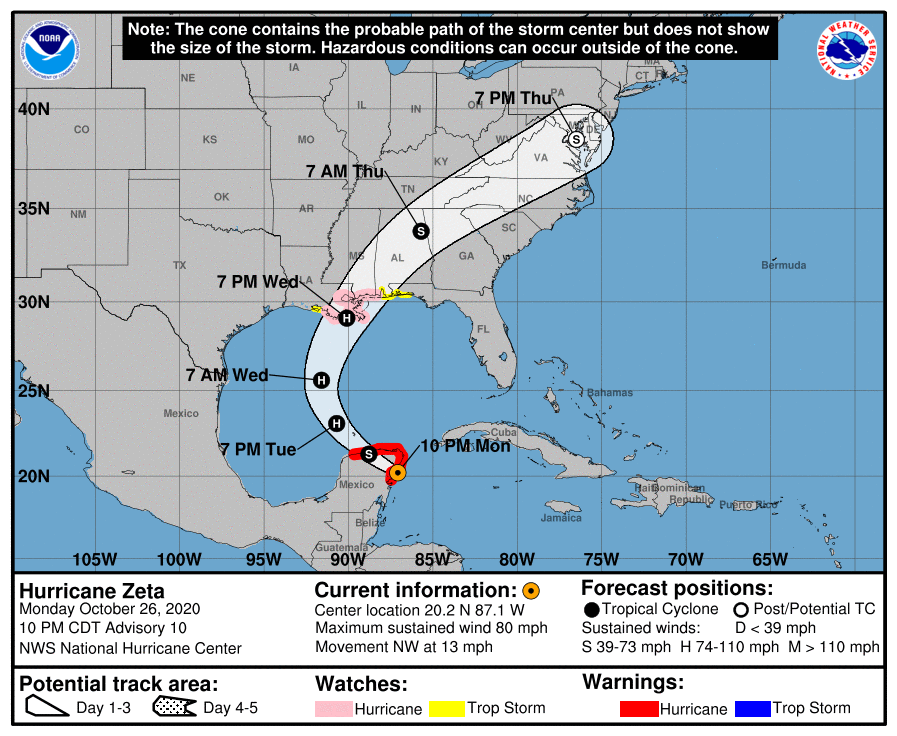 Note: The cone contains the probable path of the storm center but does not show
the size of the storm. Hazardous conditions can occur outside of the cone.
NOAA
NATIONAL WEATHER SERVICE
MA
CT
RI
IA
NE
PA
NJ
7 PM Thu
40N
IL
IN
OH
MD
DE
CO
KS
MO
WV
VA
KY
7 AM Thu
TN
OK
AR
NC
35N
NM
SC
MS
AL
GA
TX
Bermuda
LA
7 PM Wed
30N
FL
7 AM Wed
25N
Bahamas
Mexico
Cuba
7 PM Tue
10 PM Mon
20N
Mexico
Haiti
Dominican
Republic
Puerto Rico
Jamaica
Belize
Guatemala
105W 100W 95W 90W 85W 80W 75W 70W 65W
H
H
H
S
S
S
Hurricane Zeta
Monday October 26, 2020
10 PM CDT Advisory 10
NWS National Hurricane Center
Current information:
Center location 20.2 N 87.1 W
Maximum sustained wind 80 mph
Movement NW at 13 mph
Forecast positions:
Tropical Cyclone Post/Potential TC
Sustained winds: D < 39 mph
S 39-73 mph H 74-110 mph M > 110 mph
Potential track area:
Day 1-3 Day 4-5
Watches:
Hurricane Trop Storm
Warnings:
Hurricane Trop Storm